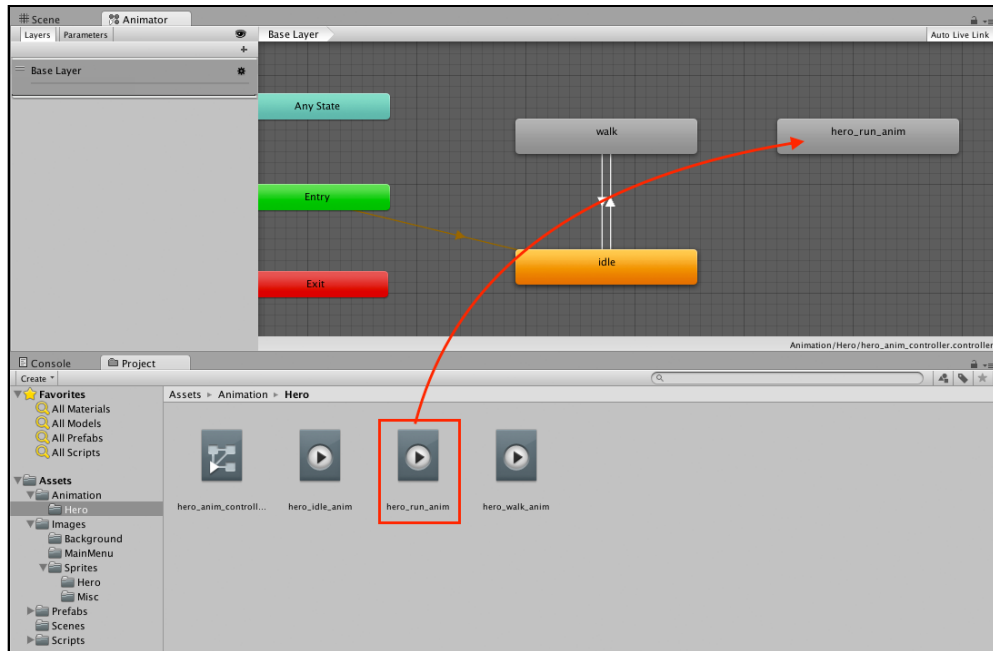 Scene Animator
Layers Parameters Base Layer Auto Live Link
+
Base Layer
Any State
walk hero_run_anim
Entry
idle
Exit
Animation/Hero/hero_anim_controller.controller
Console Project
Create
Favorites Assets Animation Hero
All Materials
All Models
All Prefabs
All Scripts
Assets
Animation
Hero hero_anim_controll... hero_idle_anim hero_run_anim hero_walk_anim
Images
Background
MainMenu
Sprites
Hero
Misc
Prefabs
Scenes
Scripts